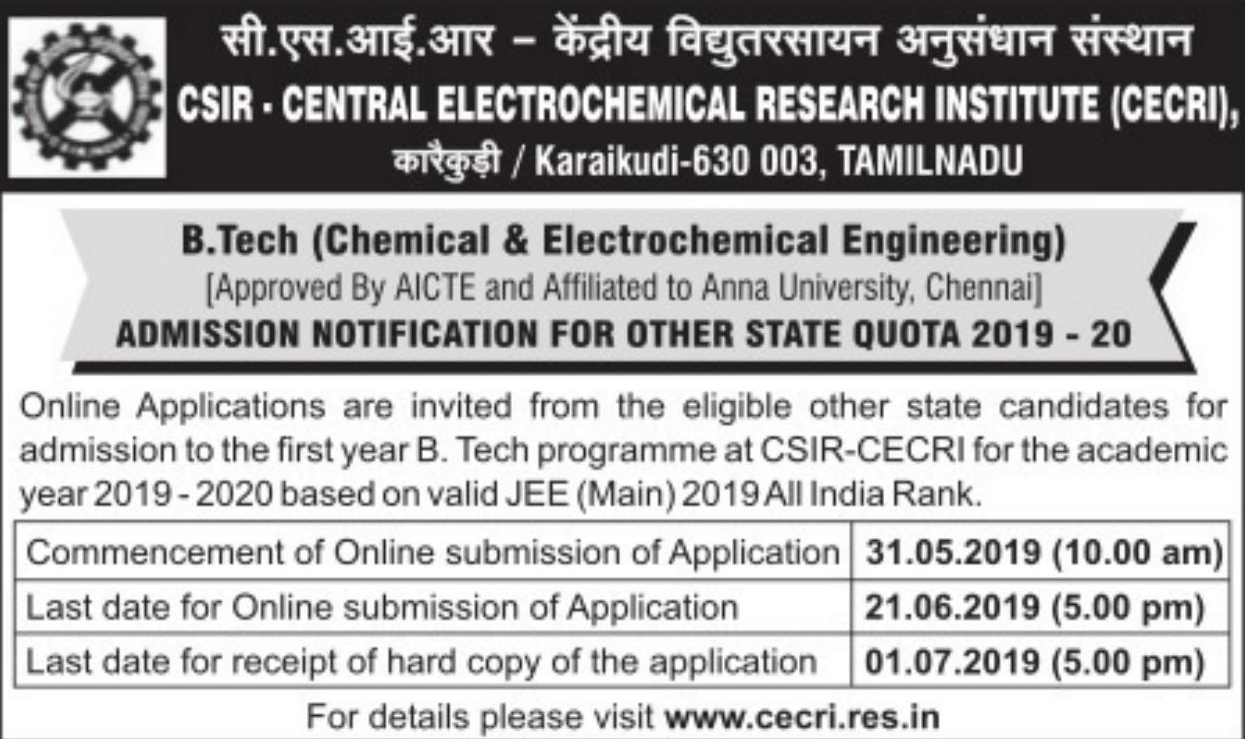 सी.एस.आई.आर – केंद्रीय विद्युतरसायन अनुसंधान संस्थान
CSIR - CENTRAL ELECTROCHEMICAL RESEARCH INSTITUTE (CECRI),
कारैकुड़ी / Karaikudi-630 003, TAMILNADU
B.Tech (Chemical & Electrochemical Engineering)
[Approved By AICTE and Affiliated to Anna University, Chennai]
ADMISSION NOTIFICATION FOR OTHER STATE QUOTA 2019 - 20
Online Applications are invited from the eligible other state candidates for
admission to the first year B. Tech programme at CSIR-CECRI for the academic
year 2019 - 2020 based on valid JEE (Main) 2019 All India Rank.
Commencement of Online submission of Application 31.05.2019 (10.00 am)
Last date for Online submission of Application 21.06.2019 (5.00 pm)
Last date for receipt of hard copy of the application 01.07.2019 (5.00 pm)
For details please visit www.cecri.res.in